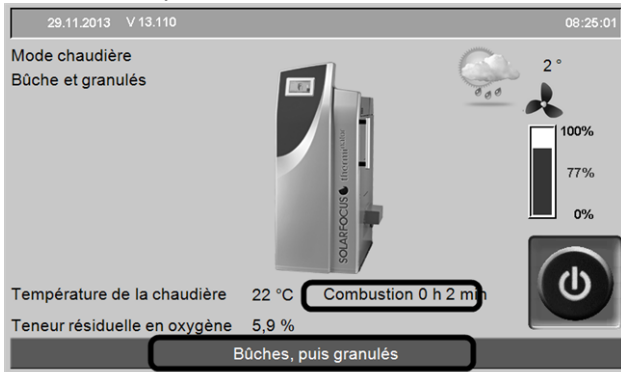 29.11.2013 V 13.110 08:25:01
Mode chaudière
Bûche et granulés
2 °
100%
77%
0%
SOLARFOCUS therminator
Température de la chaudière 22 °C Combustion 0 h 2 min
Teneur résiduelle en oxygène 5,9 %
Bûches, puis granulés